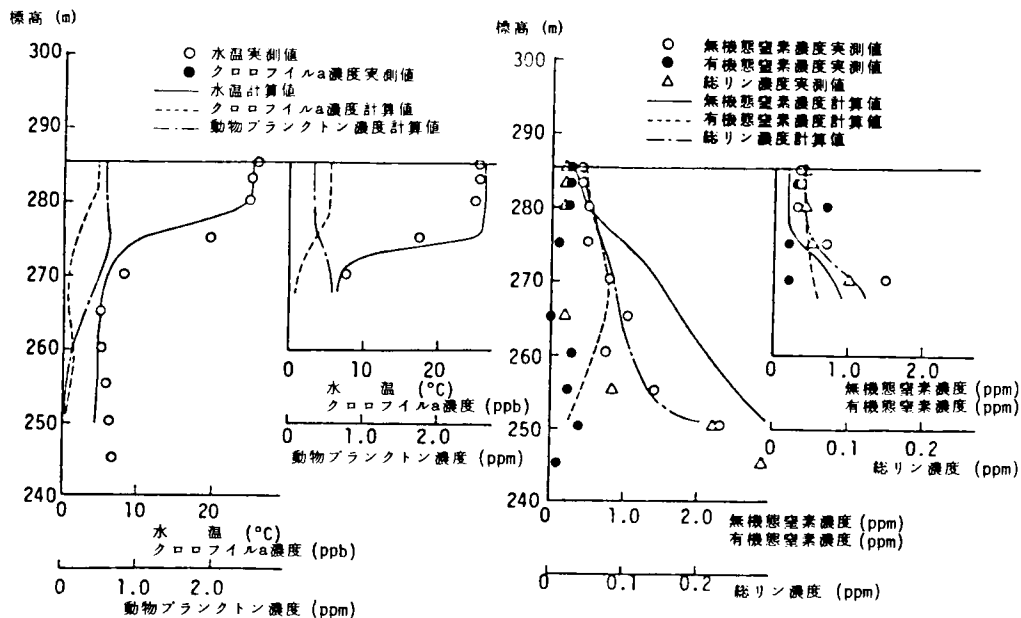 標高 (m)
300
290
280
270
260
250
240
○ 水温実測値
● クロロフイルa濃度実測値
水温計算値
クロロフイルa濃度計算値
動物プランクトン濃度計算値
0 10 20
水 温 (°C)
クロロフイルa濃度 (ppb)
0 1.0 2.0
動物プランクトン濃度 (ppm)
0 10 20
水 温 (°C)
クロロフイルa濃度 (ppb)
0 1.0 2.0
動物プランクトン濃度 (ppm)
標高 (m)
300
290
280
270
260
250
240
○ 無機態窒素濃度実測値
● 有機態窒素濃度実測値
△ 総リン濃度実測値
無機態窒素濃度計算値
有機態窒素濃度計算値
総リン濃度計算値
0 1.0 2.0
無機態窒素濃度 (ppm)
有機態窒素濃度 (ppm)
0 0.1 0.2
総リン濃度 (ppm)
0 1.0 2.0
無機態窒素濃度 (ppm)
有機態窒素濃度 (ppm)
0 0.1 0.2
総リン濃度 (ppm)